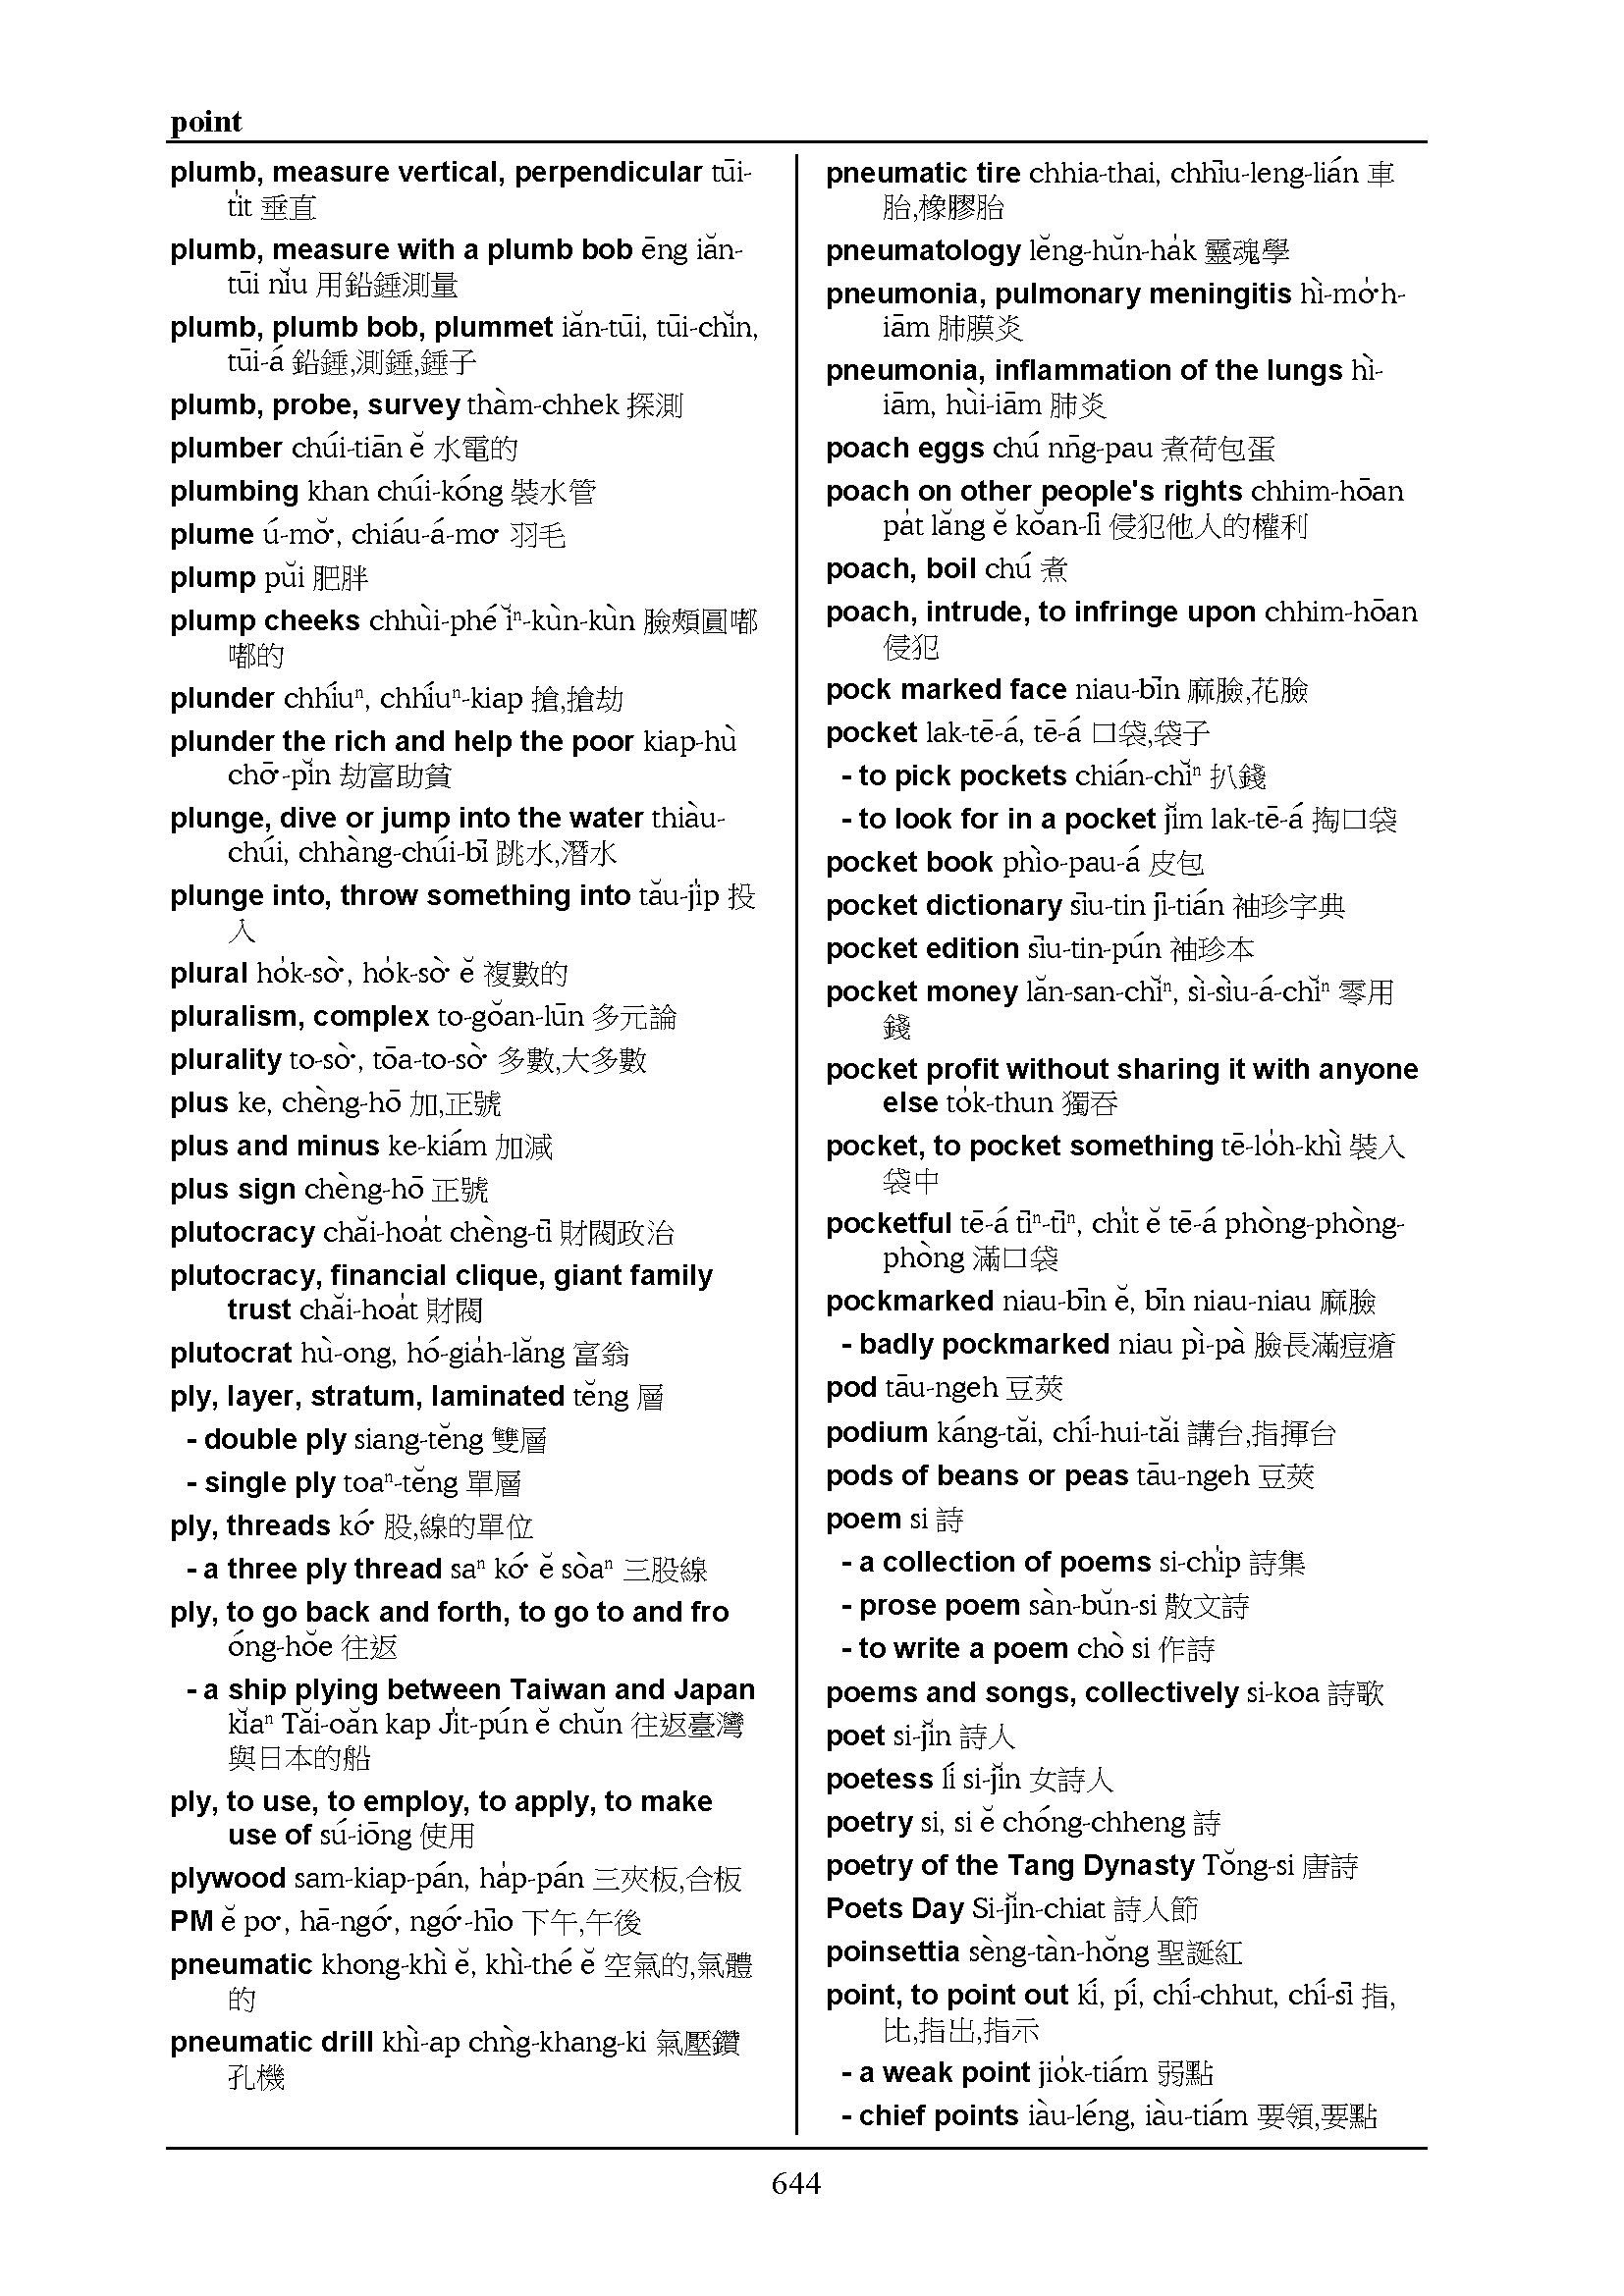 point
plumb, measure vertical, perpendicular tūi-
ti̍t 垂直
plumb, measure with a plumb bob ēng iăn-
tūi nĭu 用鉛錘測量
plumb, plumb bob, plummet iăn-tūi, tūi-chĭn,
tūi-á 鉛錘,測錘,錘子
plumb, probe, survey thàm-chhek 探測
plumber chúi-tiān ĕ 水電的
plumbing khan chúi-kóng 裝水管
plume ú-mŏ͘, chiáu-á-mo͘ 羽毛
plump pŭi 肥胖
plump cheeks chhùi-phé ĭⁿ-kùn-kùn 臉頰圓嘟
嘟的
plunder chhíuⁿ, chhíuⁿ-kiap 搶,搶劫
plunder the rich and help the poor kiap-hù
chō͘-pĭn 劫富助貧
plunge, dive or jump into the water thiàu-
chúi, chhàng-chúi-bī 跳水,潛水
plunge into, throw something into tău-ji̍p 投
入
plural ho̍k-sò͘, ho̍k-sò͘ ĕ 複數的
pluralism, complex to-gŏan-lūn 多元論
plurality to-sò͘, tōa-to-sò͘ 多數,大多數
plus ke, chèng-hō 加,正號
plus and minus ke-kiám 加減
plus sign chèng-hō 正號
plutocracy chăi-hoa̍t chèng-tī 財閥政治
plutocracy, financial clique, giant family
trust chăi-hoa̍t 財閥
plutocrat hù-ong, hó-gia̍h-lăng 富翁
ply, layer, stratum, laminated tĕng 層
- double ply siang-tĕng 雙層
- single ply toaⁿ-tĕng 單層
ply, threads kó͘ 股,線的單位
- a three ply thread saⁿ kó͘ ĕ sòaⁿ 三股線
ply, to go back and forth, to go to and fro
óng-hŏe 往返
- a ship plying between Taiwan and Japan
kĭaⁿ Tăi-oăn kap Ji̍t-pún ĕ chŭn 往返臺灣
與日本的船
ply, to use, to employ, to apply, to make
use of sú-iōng 使用
plywood sam-kiap-pán, ha̍p-pán 三夾板,合板
PM ĕ po͘, hā-ngó͘, ngó͘-hīo 下午,午後
pneumatic khong-khì ĕ, khì-thé ĕ 空氣的,氣體
的
pneumatic drill khì-ap chǹg-khang-ki 氣壓鑽
孔機
pneumatic tire chhia-thai, chhīu-leng-lián 車
胎,橡膠胎
pneumatology lĕng-hŭn-ha̍k 靈魂學
pneumonia, pulmonary meningitis hì-mo̍͘h-
iām 肺膜炎
pneumonia, inflammation of the lungs hì-
iām, hùi-iām 肺炎
poach eggs chú nn̄g-pau 煮荷包蛋
poach on other people's rights chhim-hōan
pa̍t lăng ĕ kŏan-lī 侵犯他人的權利
poach, boil chú 煮
poach, intrude, to infringe upon chhim-hōan
侵犯
pock marked face niau-bīn 麻臉,花臉
pocket lak-tē-á, tē-á 口袋,袋子
- to pick pockets chián-chĭⁿ 扒錢
- to look for in a pocket jĭm lak-tē-á 掏口袋
pocket book phìo-pau-á 皮包
pocket dictionary sīu-tin jī-tián 袖珍字典
pocket edition sīu-tin-pún 袖珍本
pocket money lăn-san-chĭⁿ, sì-sìu-á-chĭⁿ 零用
錢
pocket profit without sharing it with anyone
else to̍k-thun 獨吞
pocket, to pocket something tē-lo̍h-khì 裝入
袋中
pocketful tē-á tīⁿ-tīⁿ, chi̍t ĕ tē-á phòng-phòng-
phòng 滿口袋
pockmarked niau-bīn ĕ, bīn niau-niau 麻臉
- badly pockmarked niau pì-pà 臉長滿痘瘡
pod tāu-ngeh 豆莢
podium káng-tăi, chí-hui-tăi 講台,指揮台
pods of beans or peas tāu-ngeh 豆莢
poem si 詩
- a collection of poems si-chi̍p 詩集
- prose poem sàn-bŭn-si 散文詩
- to write a poem chò si 作詩
poems and songs, collectively si-koa 詩歌
poet si-jĭn 詩人
poetess lí si-jĭn 女詩人
poetry si, si ĕ chóng-chheng 詩
poetry of the Tang Dynasty Tŏng-si 唐詩
Poets Day Si-jĭn-chiat 詩人節
poinsettia sèng-tàn-hŏng 聖誕紅
point, to point out kí, pí, chí-chhut, chí-sī 指,
比,指出,指示
- a weak point jio̍k-tiám 弱點
- chief points iàu-léng, iàu-tiám 要領,要點
644